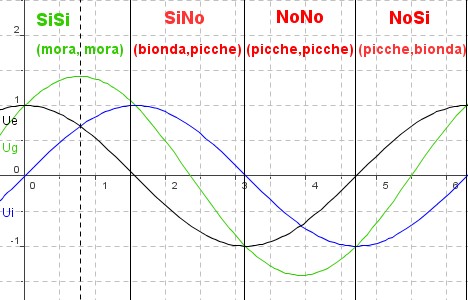 SiSi SiNo NoNo NoSi
(mora, mora) (bionda,picche) (picche,picche) (picche,bionda)
2
1
Ue
Ug
0
0 1 2 3 4 5 6
Ui
-1